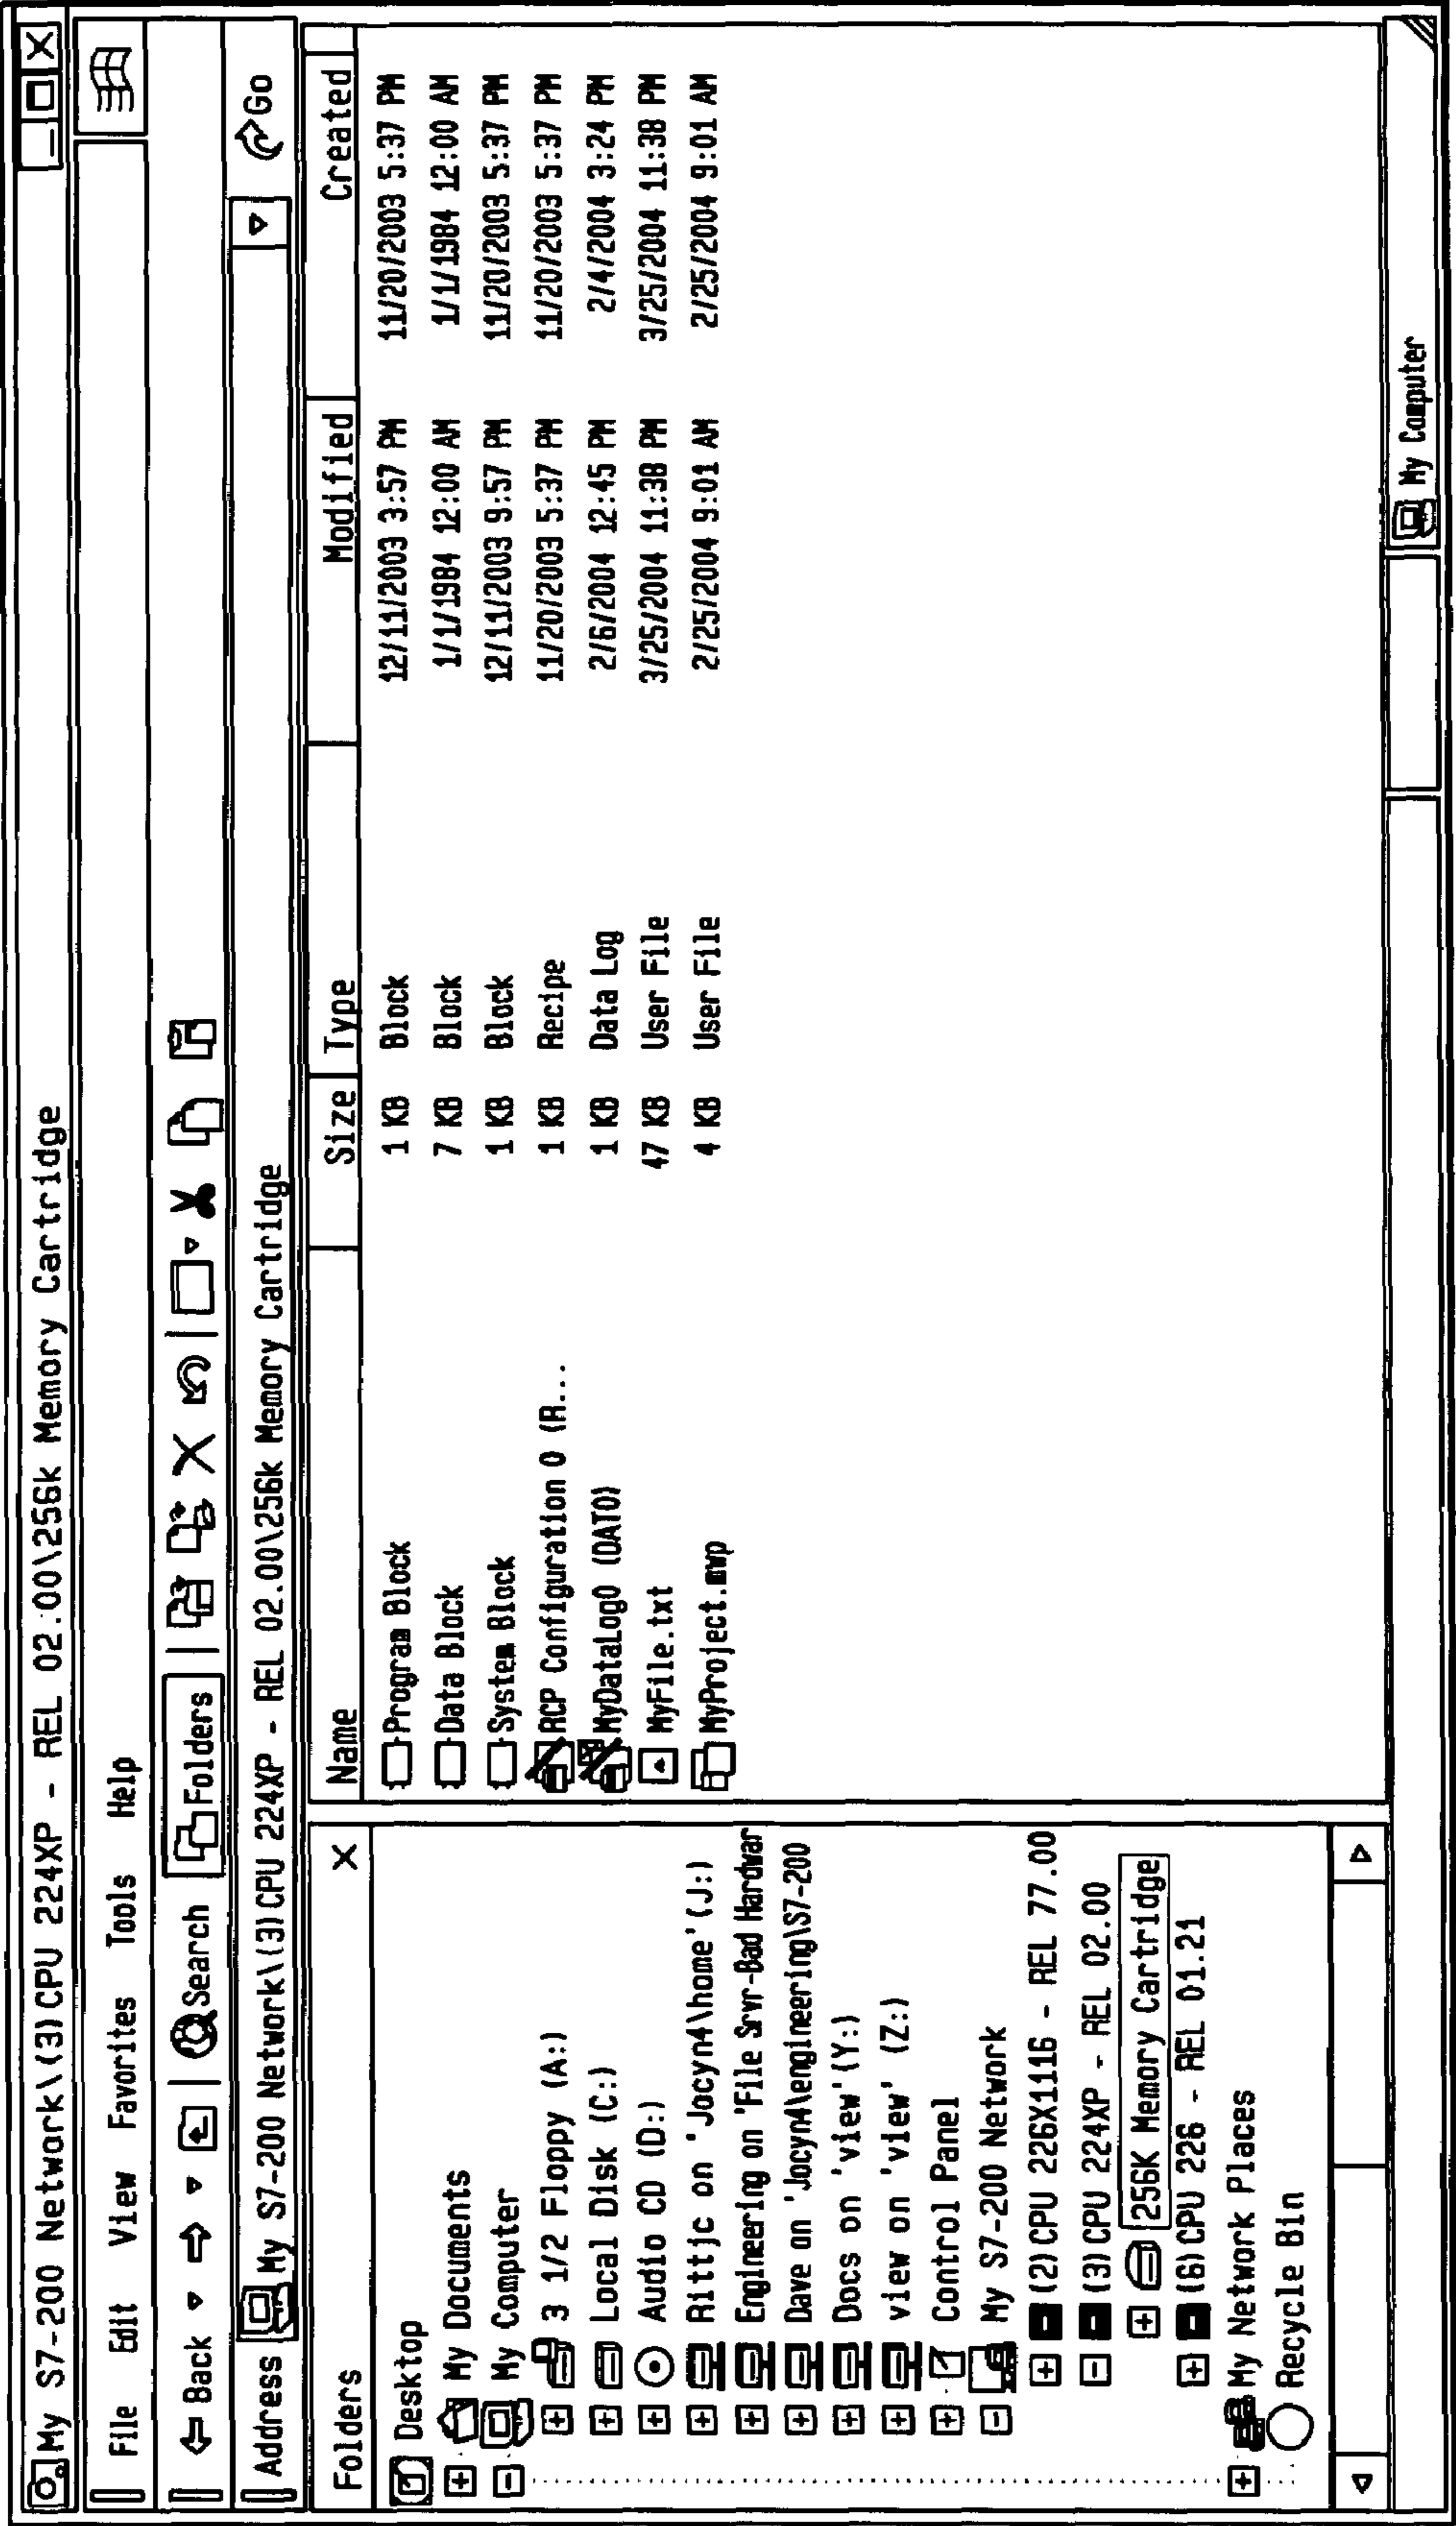 My S7-200 Network\(3)CPU 224XP - REL 02.00\256k Memory Cartridge
File Edit View Favorites Tools Help
Back Search Folders
Address My S7-200 Network\(3)CPU 224XP - REL 02.00\256k Memory Cartridge Go
Folders X
Desktop
My Documents
My Computer
3 1/2 Floppy (A:)
Local Disk (C:)
Audio CD (D:)
Rittjc on 'Jocyn4\home'(J:)
Engineering on 'File Srvr-Bad Hardwar
Dave on 'Jocyn4\engineering\S7-200
Docs on 'view'(Y:)
view on 'view' (Z:)
Control Panel
My S7-200 Network
(2)CPU 226X1116 - REL 77.00
(3)CPU 224XP - REL 02.00
256K Memory Cartridge
(6)CPU 226 - REL 01.21
My Network Places
Recycle Bin
Name Size Type Modified Created
Program Block 1 KB Block 12/11/2003 3:57 PM 11/20/2003 5:37 PM
Data Block 7 KB Block 1/1/1984 12:00 AM 1/1/1984 12:00 AM
System Block 1 KB Block 12/11/2003 9:57 PM 11/20/2003 5:37 PM
RCP Configuration 0 (R... 1 KB Recipe 11/20/2003 5:37 PM 11/20/2003 5:37 PM
MyDataLog0 (DAT0) 1 KB Data Log 2/6/2004 12:45 PM 2/4/2004 3:24 PM
MyFile.txt 47 KB User File 3/25/2004 11:38 PM 3/25/2004 11:38 PM
MyProject.mwp 4 KB User File 2/25/2004 9:01 AM 2/25/2004 9:01 AM
My Computer